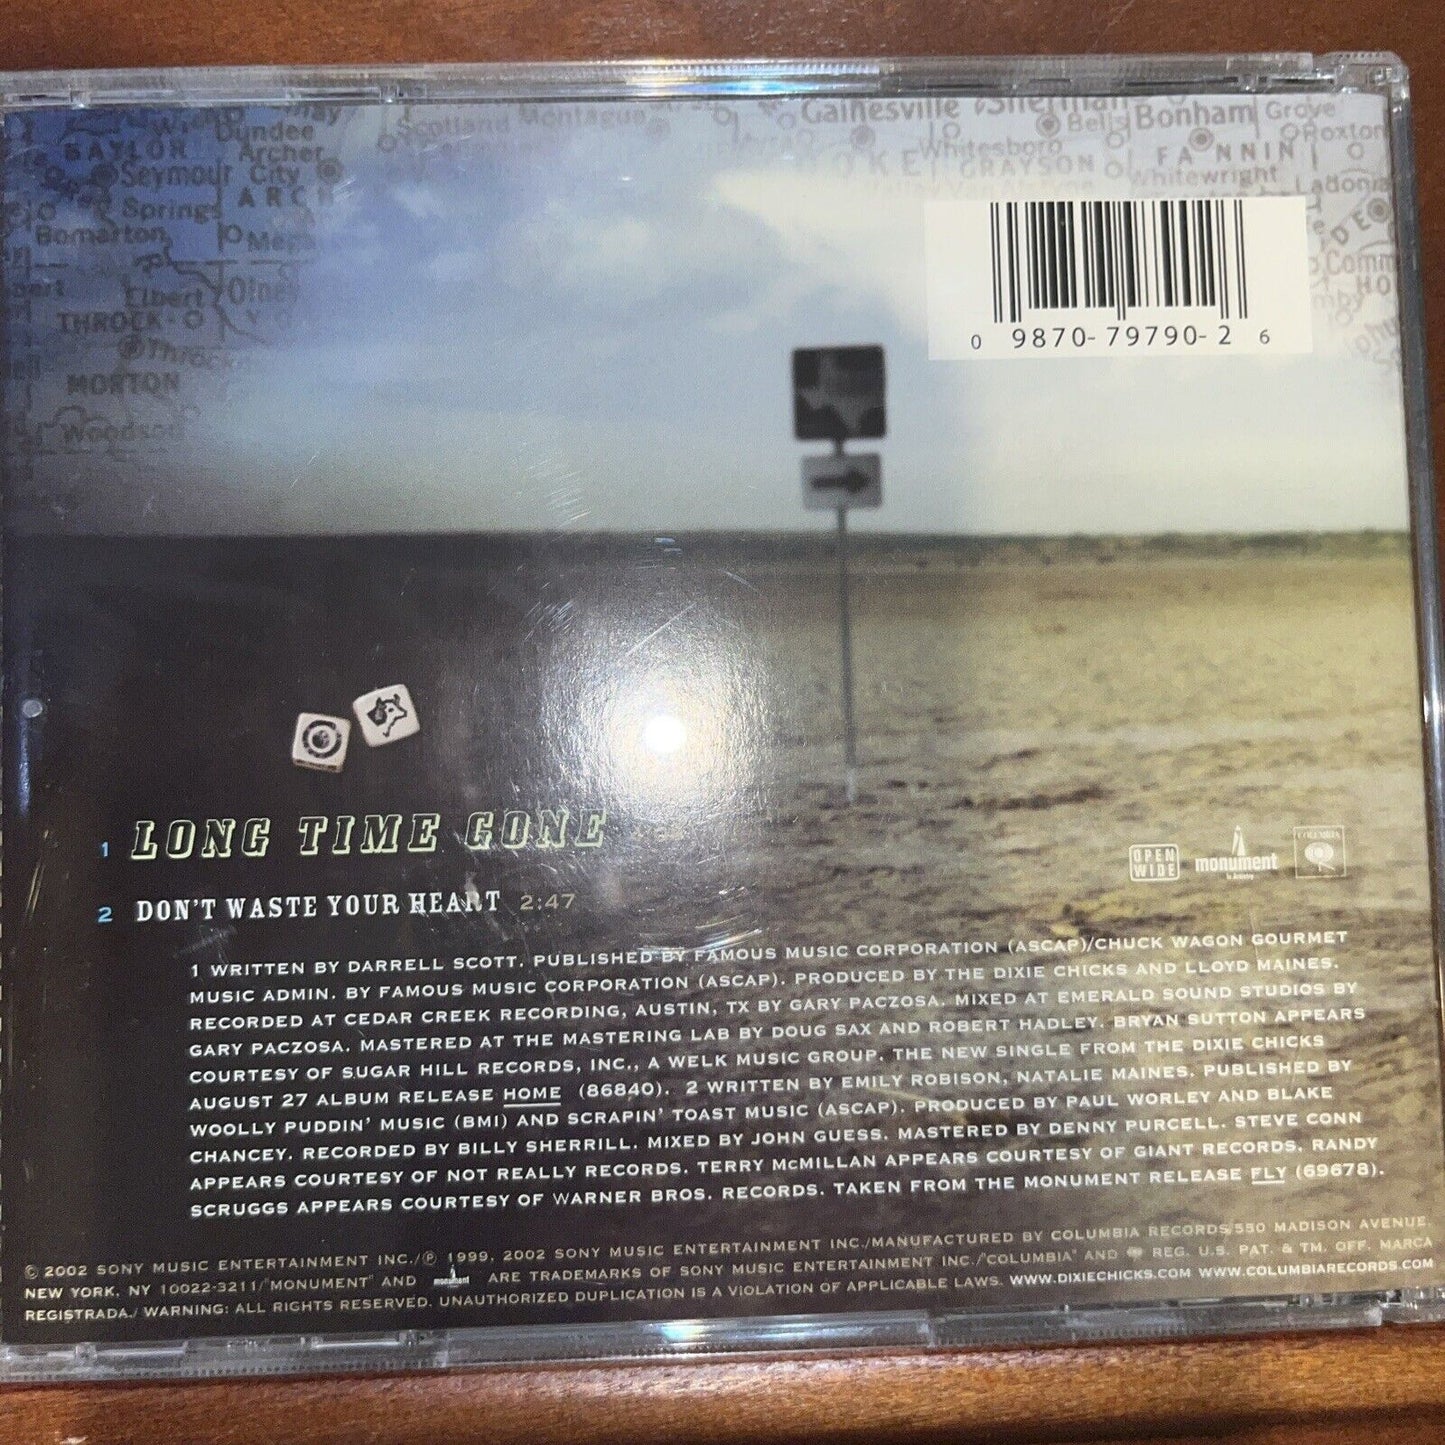 Dundee
Scotland
Montague
Gainesville
Sherman
Bells
Bonham
Grove
Roxton
BAYLOR
Archer
City
Seymour
Whitesboro
GRAYSON
FANNIN
Whitewright
Ladonia
ARCH
Springs
Bomarton
Mega
Comm
HO
Elbert
Olney
THROCK-
Throck
MORTON
Woodson
0 9870-79790-2 6
1 LONG TIME GONE
OPEN WIDE
monument
COLUMBIA
2 DON'T WASTE YOUR HEART 2:47
1 WRITTEN BY DARRELL SCOTT. PUBLISHED BY FAMOUS MUSIC CORPORATION (ASCAP)/CHUCK WAGON GOURMET
MUSIC ADMIN. BY FAMOUS MUSIC CORPORATION (ASCAP). PRODUCED BY THE DIXIE CHICKS AND LLOYD MAINES.
RECORDED AT CEDAR CREEK RECORDING, AUSTIN, TX BY GARY PACZOSA. MIXED AT EMERALD SOUND STUDIOS BY
GARY PACZOSA. MASTERED AT THE MASTERING LAB BY DOUG SAX AND ROBERT HADLEY. BRYAN SUTTON APPEARS
COURTESY OF SUGAR HILL RECORDS, INC., A WELK MUSIC GROUP. THE NEW SINGLE FROM THE DIXIE CHICKS
AUGUST 27 ALBUM RELEASE HOME (86840). 2 WRITTEN BY EMILY ROBISON, NATALIE MAINES. PUBLISHED BY
WOOLLY PUDDIN' MUSIC (BMI) AND SCRAPIN' TOAST MUSIC (ASCAP). PRODUCED BY PAUL WORLEY AND BLAKE
CHANCEY. RECORDED BY BILLY SHERRILL. MIXED BY JOHN GUESS. MASTERED BY DENNY PURCELL. STEVE CONN
APPEARS COURTESY OF NOT REALLY RECORDS. TERRY McMILLAN APPEARS COURTESY OF GIANT RECORDS. RANDY
SCRUGGS APPEARS COURTESY OF WARNER BROS. RECORDS. TAKEN FROM THE MONUMENT RELEASE FLY (69678).
© 2002 SONY MUSIC ENTERTAINMENT INC./℗ 1999, 2002 SONY MUSIC ENTERTAINMENT INC./MANUFACTURED BY COLUMBIA RECORDS/550 MADISON AVENUE.
NEW YORK, NY 10022-3211/"MONUMENT" AND monument ARE TRADEMARKS OF SONY MUSIC ENTERTAINMENT INC./"COLUMBIA" AND REG. U.S. PAT. & TM. OFF. MARCA
REGISTRADA./ WARNING: ALL RIGHTS RESERVED. UNAUTHORIZED DUPLICATION IS A VIOLATION OF APPLICABLE LAWS. WWW.DIXIECHICKS.COM WWW.COLUMBIARECORDS.COM